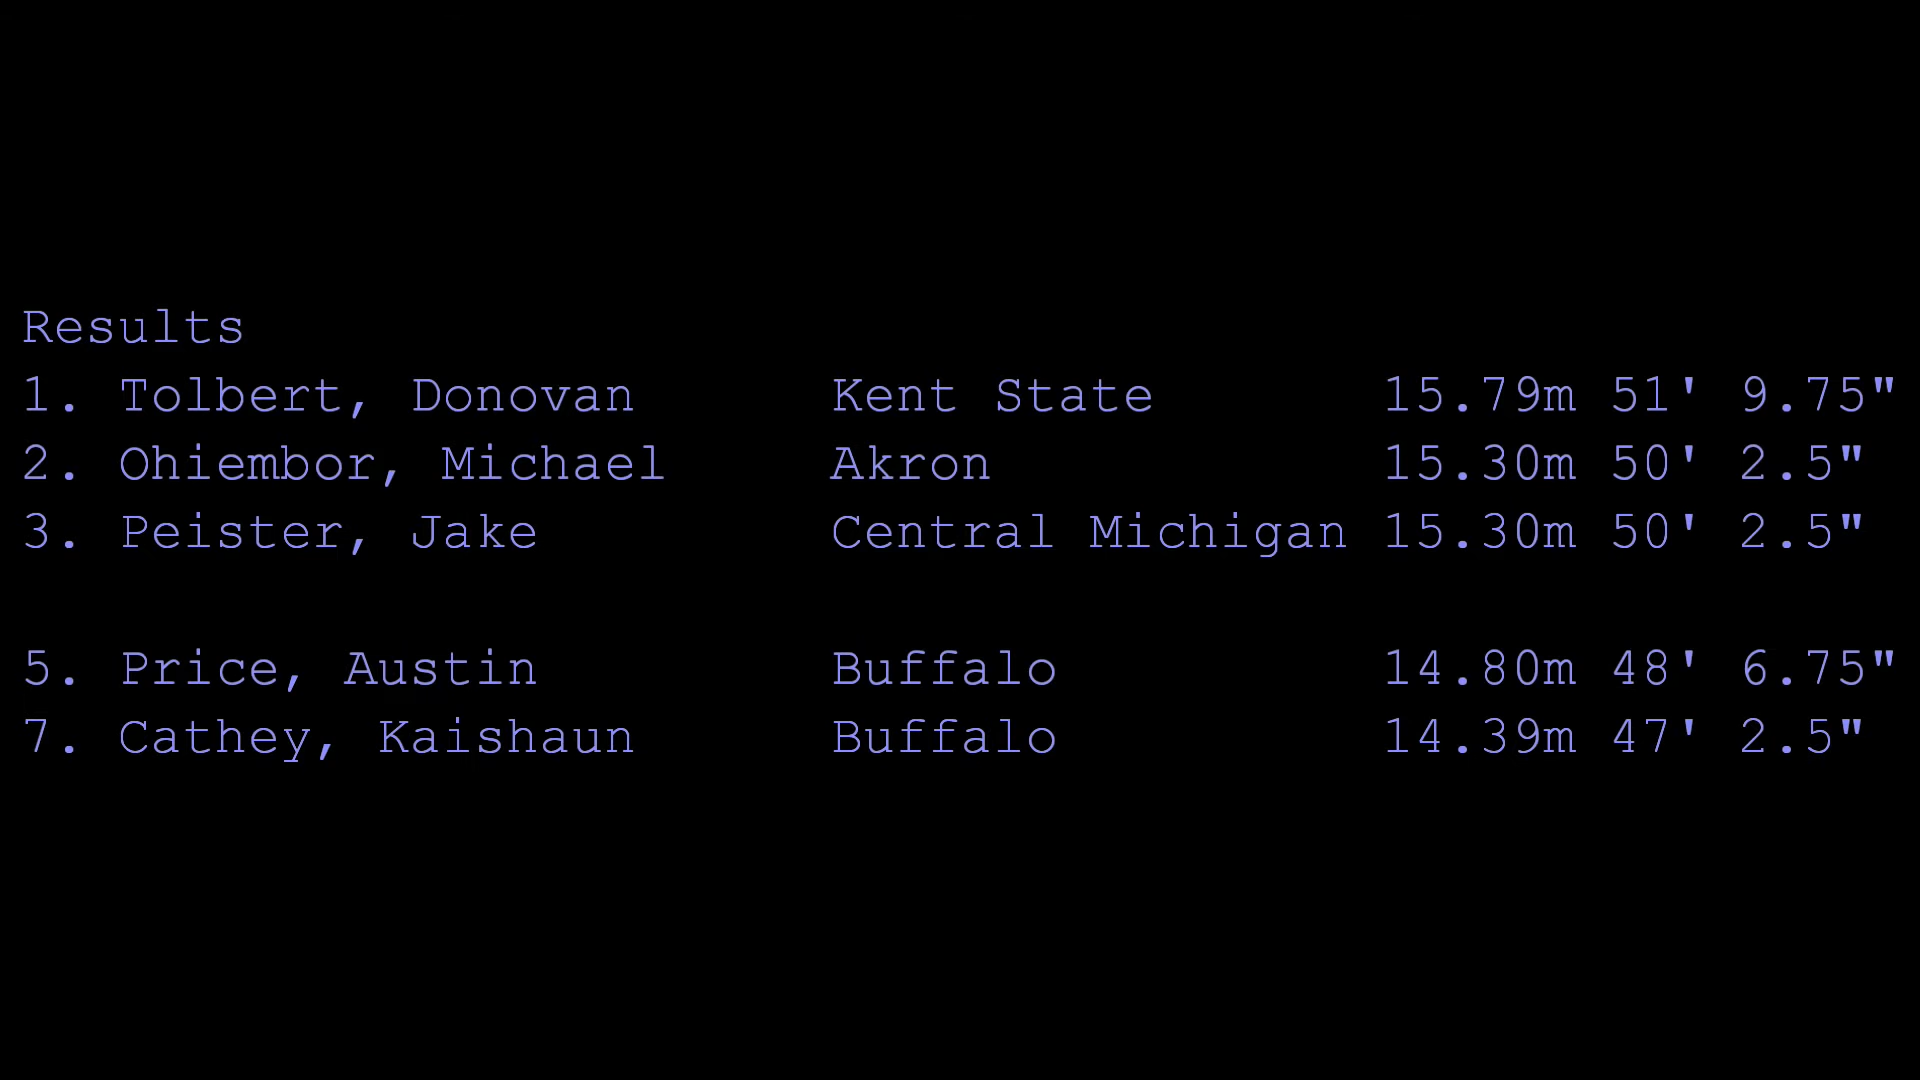 Results
1. Tolbert, Donovan Kent State 15.79m 51' 9.75"
2. Ohiembor, Michael Akron 15.30m 50' 2.5"
3. Peister, Jake Central Michigan 15.30m 50' 2.5"
5. Price, Austin Buffalo 14.80m 48' 6.75"
7. Cathey, Kaishaun Buffalo 14.39m 47' 2.5"